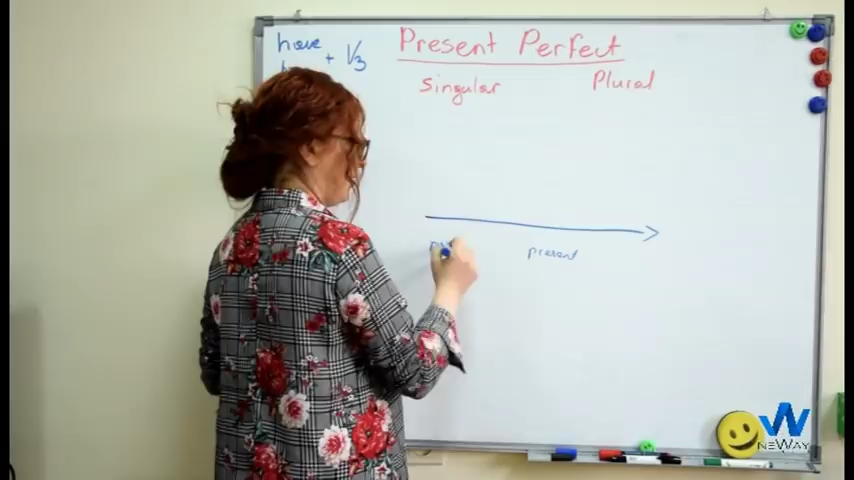 Present Perfect
have + V3
Singular Plural
present
NEWAY